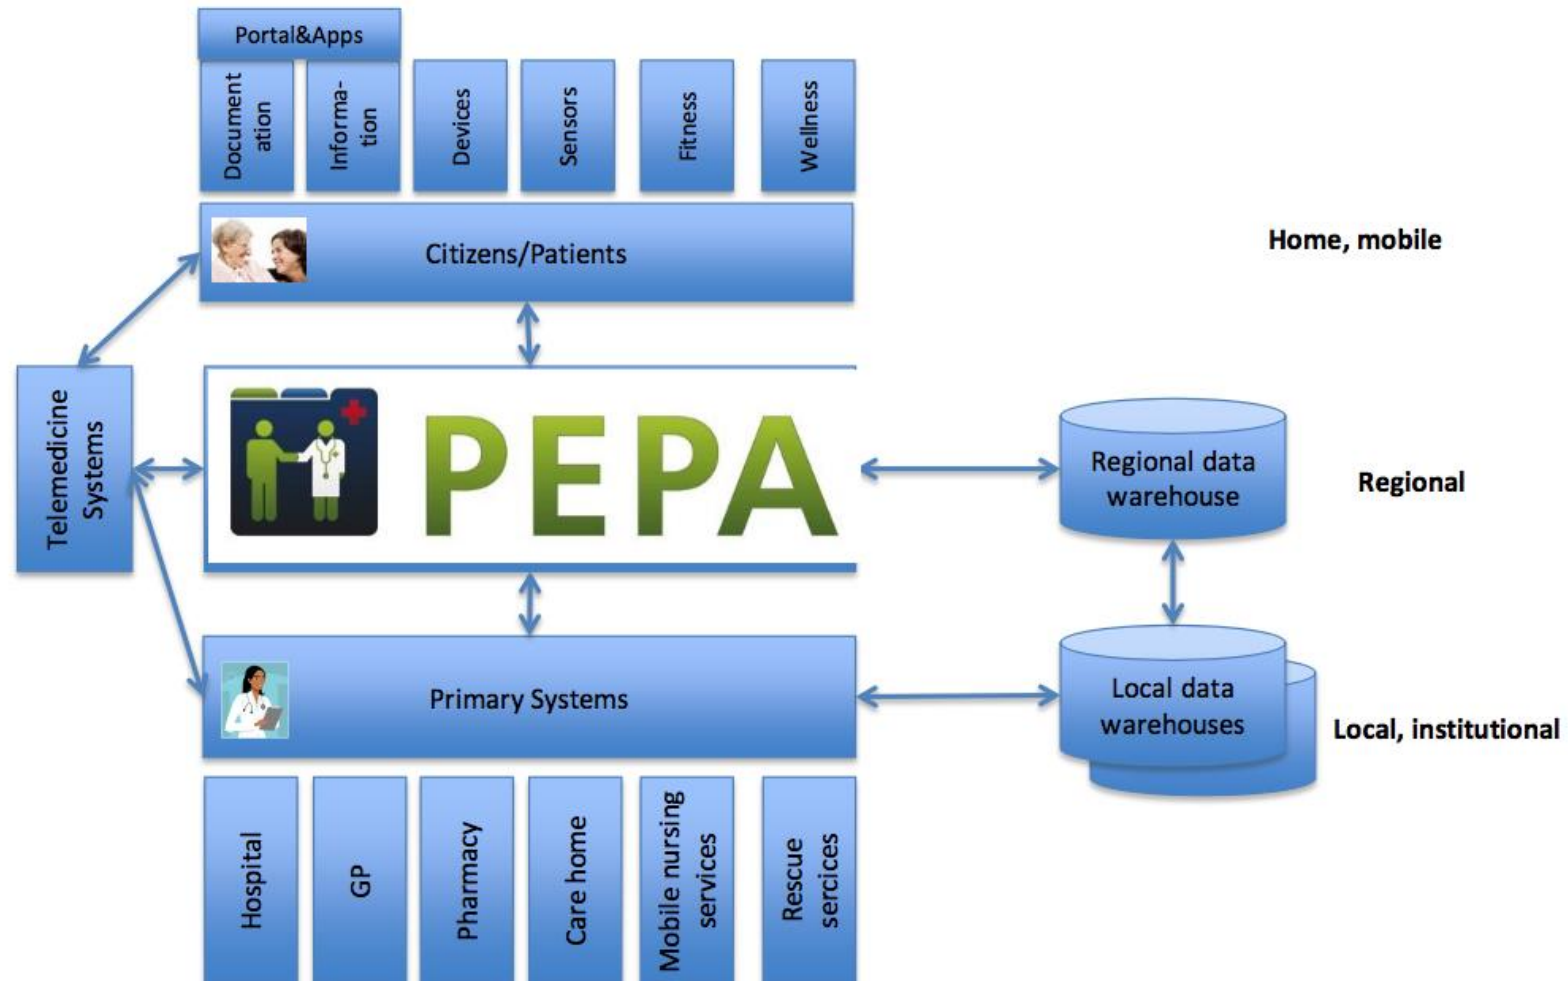 Portal&Apps
Document
ation
Informa-
tion
Devices
Sensors
Fitness
Wellness
Citizens/Patients
Home, mobile
Telemedicine
Systems
PEPA
Regional data
warehouse
Regional
Primary Systems
Local data
warehouses
Local, institutional
Hospital
GP
Pharmacy
Care home
Mobile nursing
services
Rescue
sercices